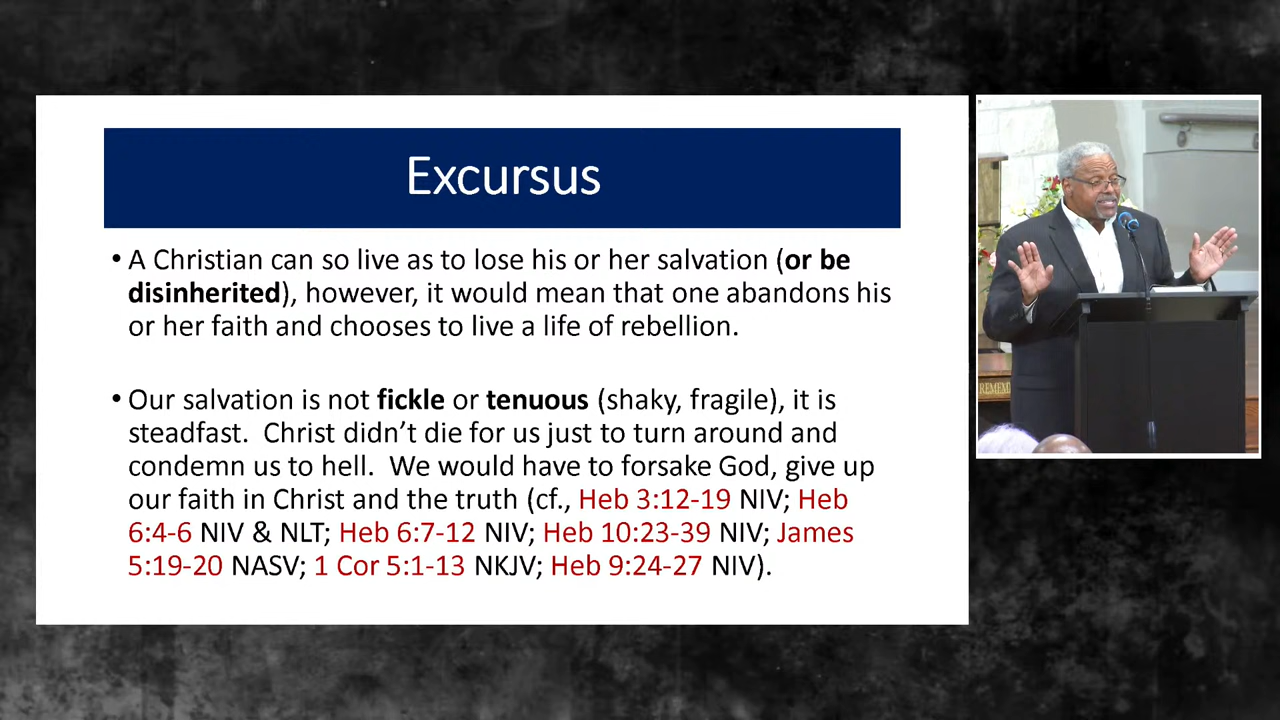 Excursus
• A Christian can so live as to lose his or her salvation (or be
disinherited), however, it would mean that one abandons his
or her faith and chooses to live a life of rebellion.
• Our salvation is not fickle or tenuous (shaky, fragile), it is
steadfast.  Christ didn’t die for us just to turn around and
condemn us to hell.  We would have to forsake God, give up
our faith in Christ and the truth (cf., Heb 3:12-19 NIV; Heb
6:4-6 NIV & NLT; Heb 6:7-12 NIV; Heb 10:23-39 NIV; James
5:19-20 NASV; 1 Cor 5:1-13 NKJV; Heb 9:24-27 NIV).